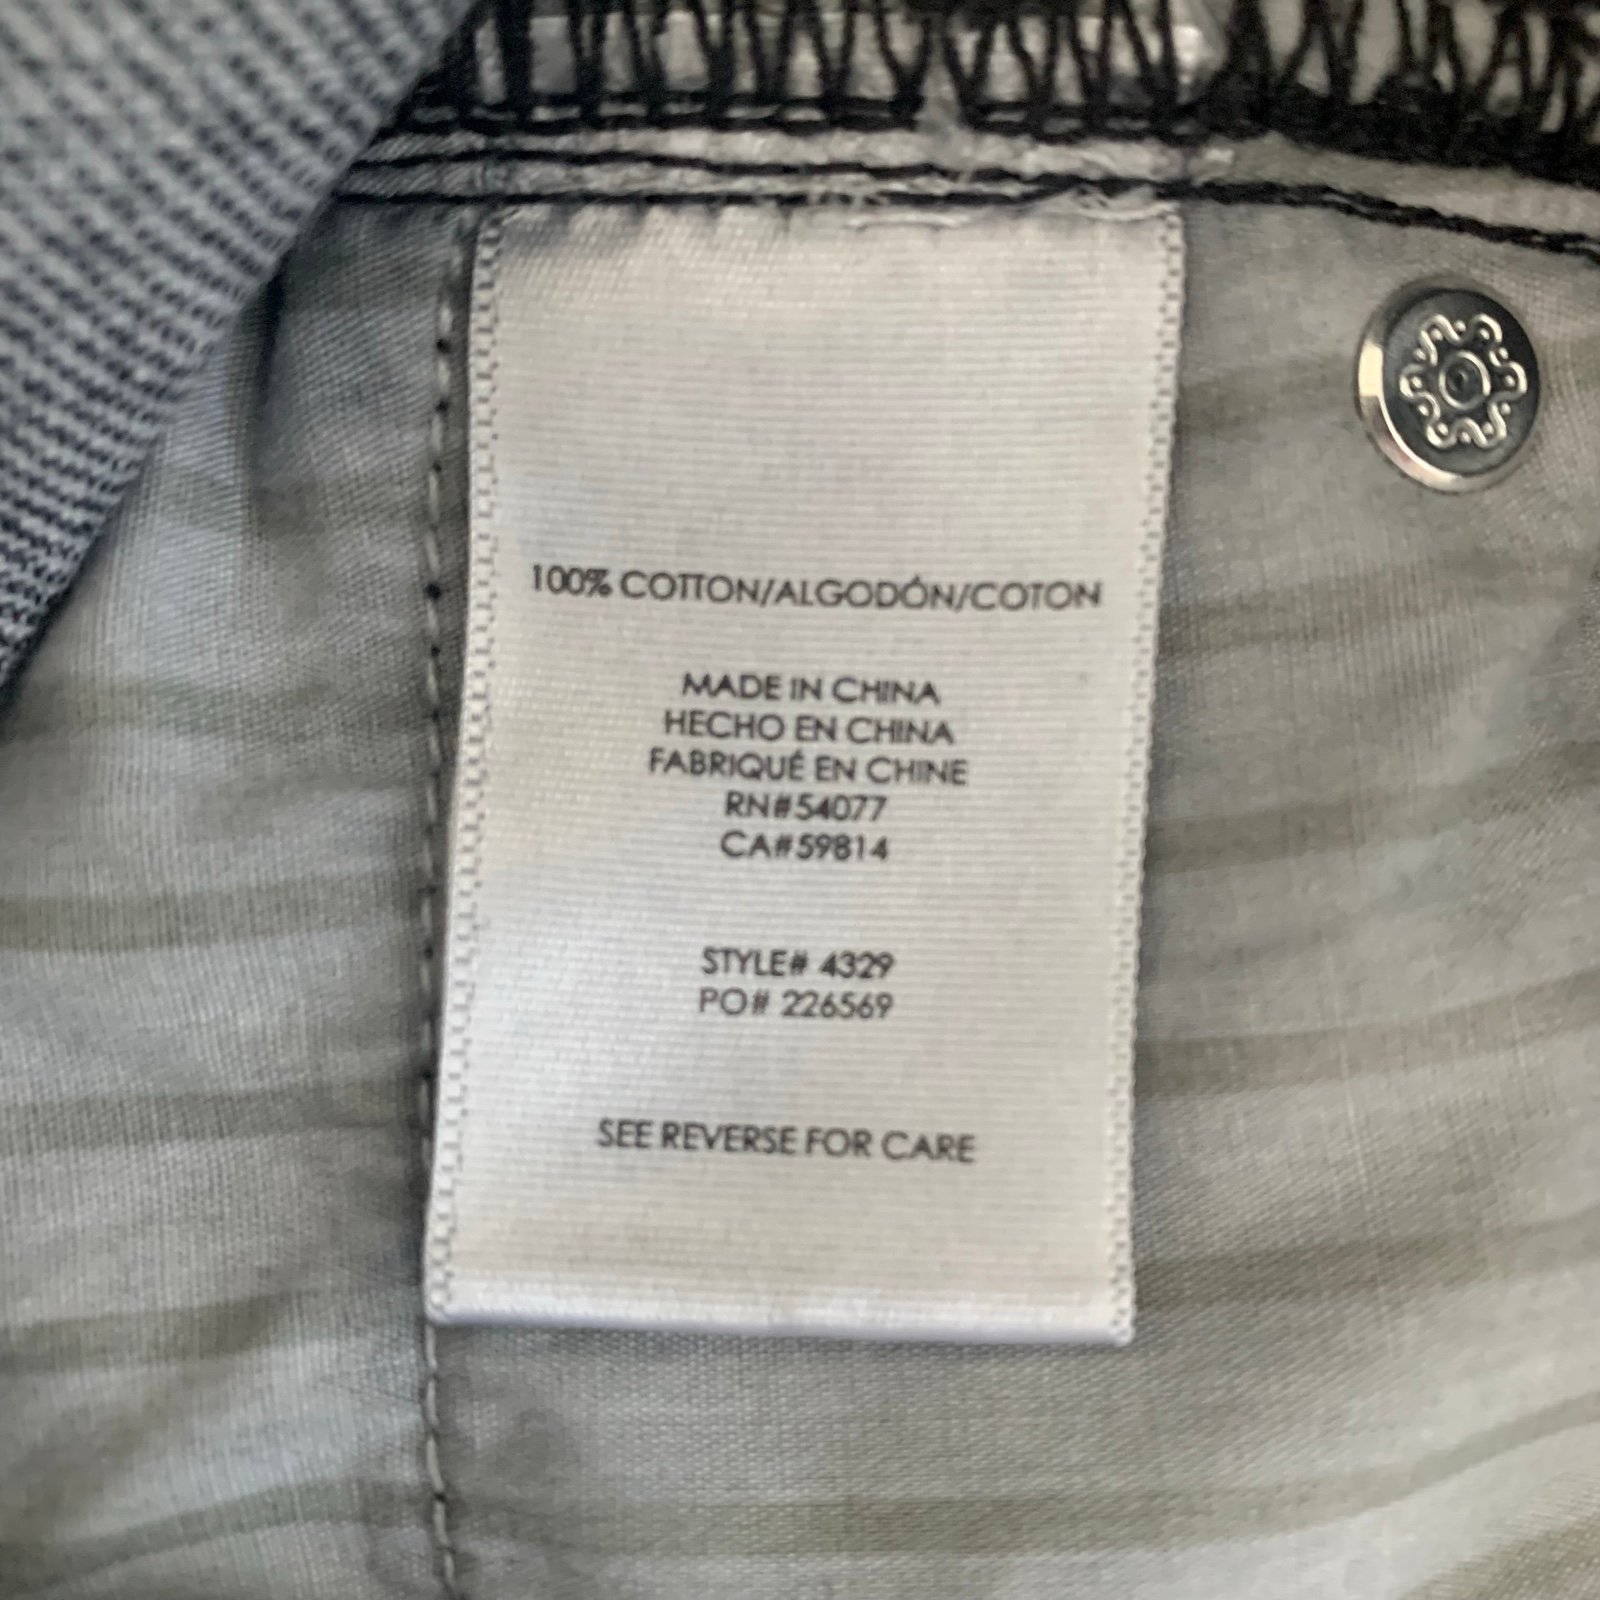 100% COTTON/ALGODÓN/COTON
MADE IN CHINA
HECHO EN CHINA
FABRIQUÉ EN CHINE
RN#54077
CA#59814
STYLE# 4329
PO# 226569
SEE REVERSE FOR CARE